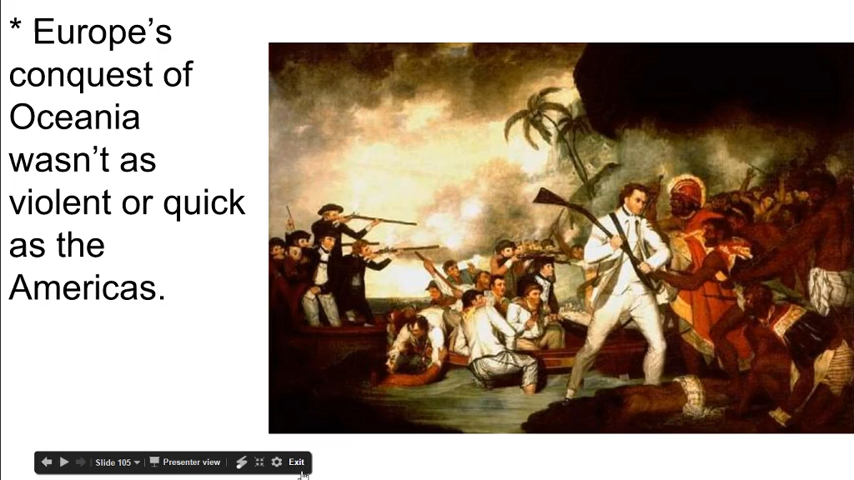 * Europe's
conquest of
Oceania
wasn't as
violent or quick
as the
Americas.
Slide 105 Presenter view Exit